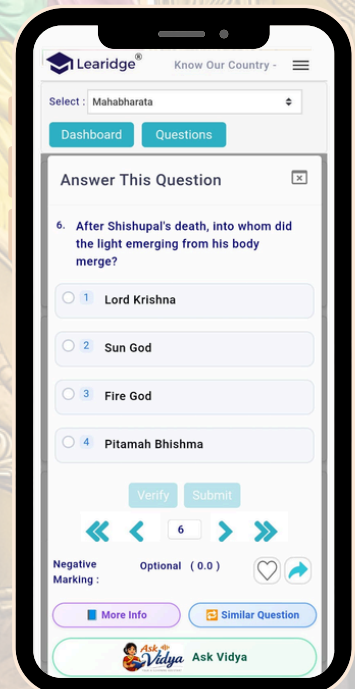 Learidge®
Know Our Country -
Select : Mahabharata
Dashboard
Questions
Answer This Question
6. After Shishupal's death, into whom did
the light emerging from his body
merge?
1 Lord Krishna
2 Sun God
3 Fire God
4 Pitamah Bhishma
Verify
Submit
6
Negative
Marking :
Optional ( 0.0 )
More Info
Similar Question
Ask
Vidya
Ask Vidya